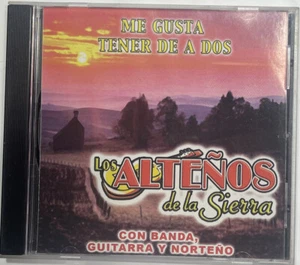 ME GUSTA
TENER DE A DOS
LOS ALTEÑOS
de la Sierra
CON BANDA,
GUITARRA Y NORTEÑO